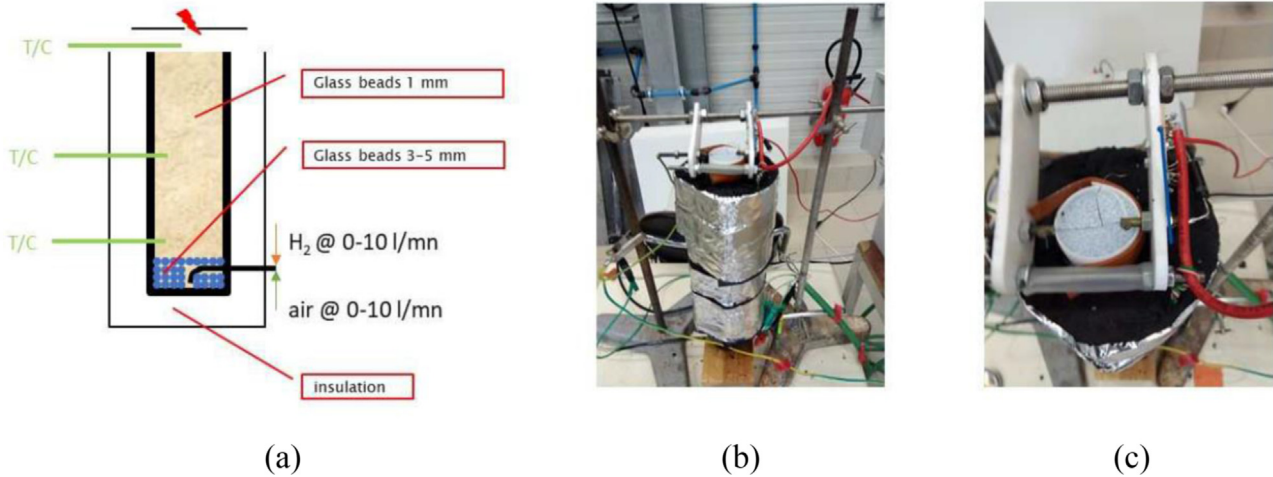 T/C
Glass beads 1 mm
T/C
Glass beads 3-5 mm
T/C
H₂ @ 0-10 l/mn
air @ 0-10 l/mn
insulation
(a)
(b)
(c)